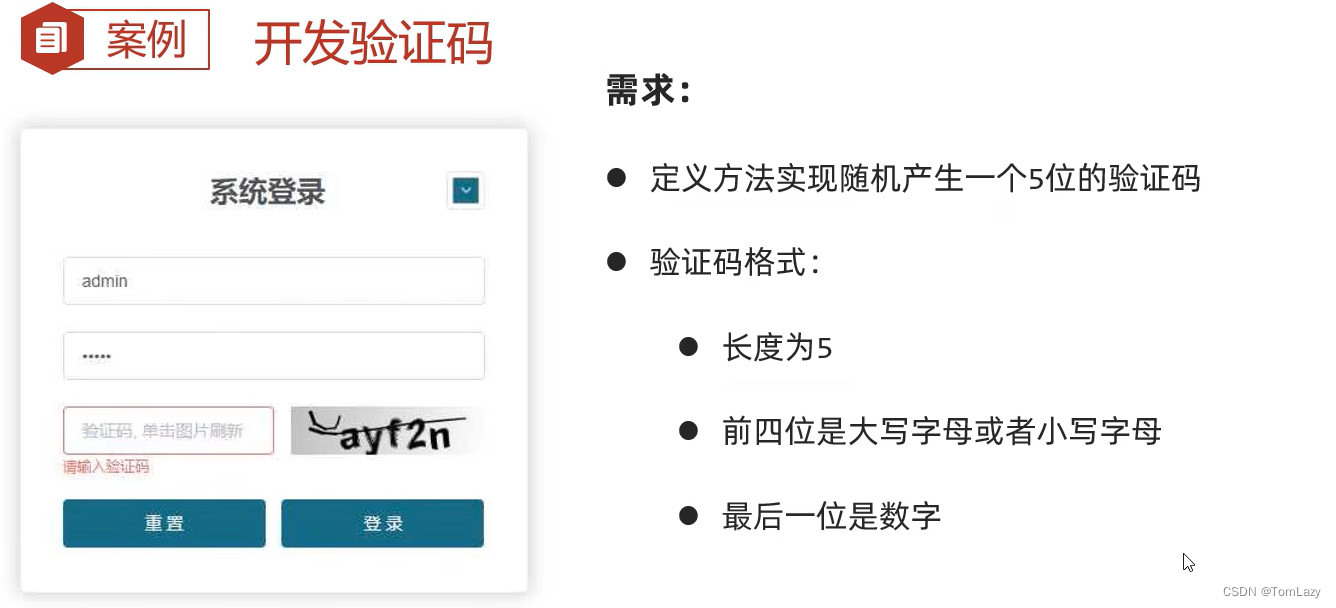 案例
开发验证码
系统登录
admin
•••••
验证码, 单击图片刷新
ayf2n
请输入验证码
重置
登录
需求：
● 定义方法实现随机产生一个5位的验证码
● 验证码格式：
● 长度为5
● 前四位是大写字母或者小写字母
● 最后一位是数字
CSDN @TomLazy